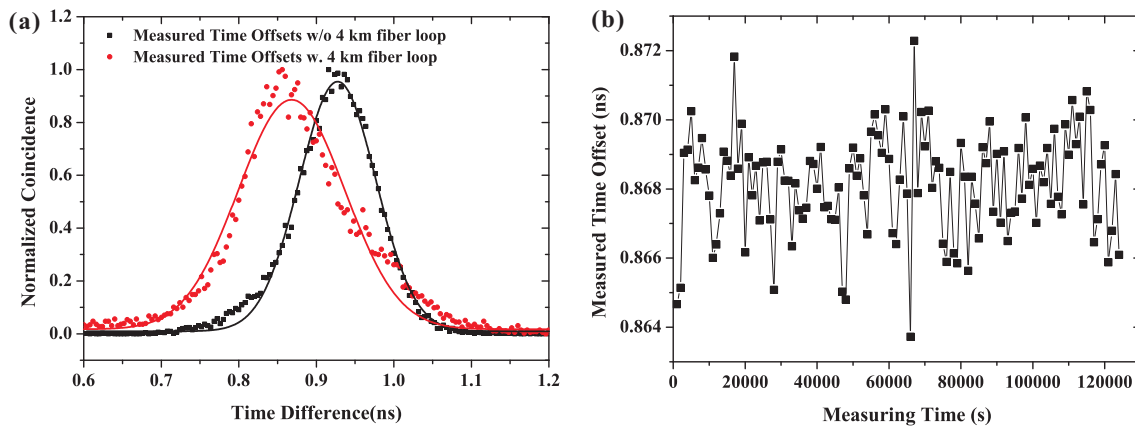 (a)
Measured Time Offsets w/o 4 km fiber loop
Measured Time Offsets w. 4 km fiber loop
Normalized Coincidence
1.2
1.0
0.8
0.6
0.4
0.2
0.0
0.6 0.7 0.8 0.9 1.0 1.1 1.2
Time Difference(ns)
(b)
Measured Time Offset (ns)
0.872
0.870
0.868
0.866
0.864
0 20000 40000 60000 80000 100000 120000
Measuring Time (s)